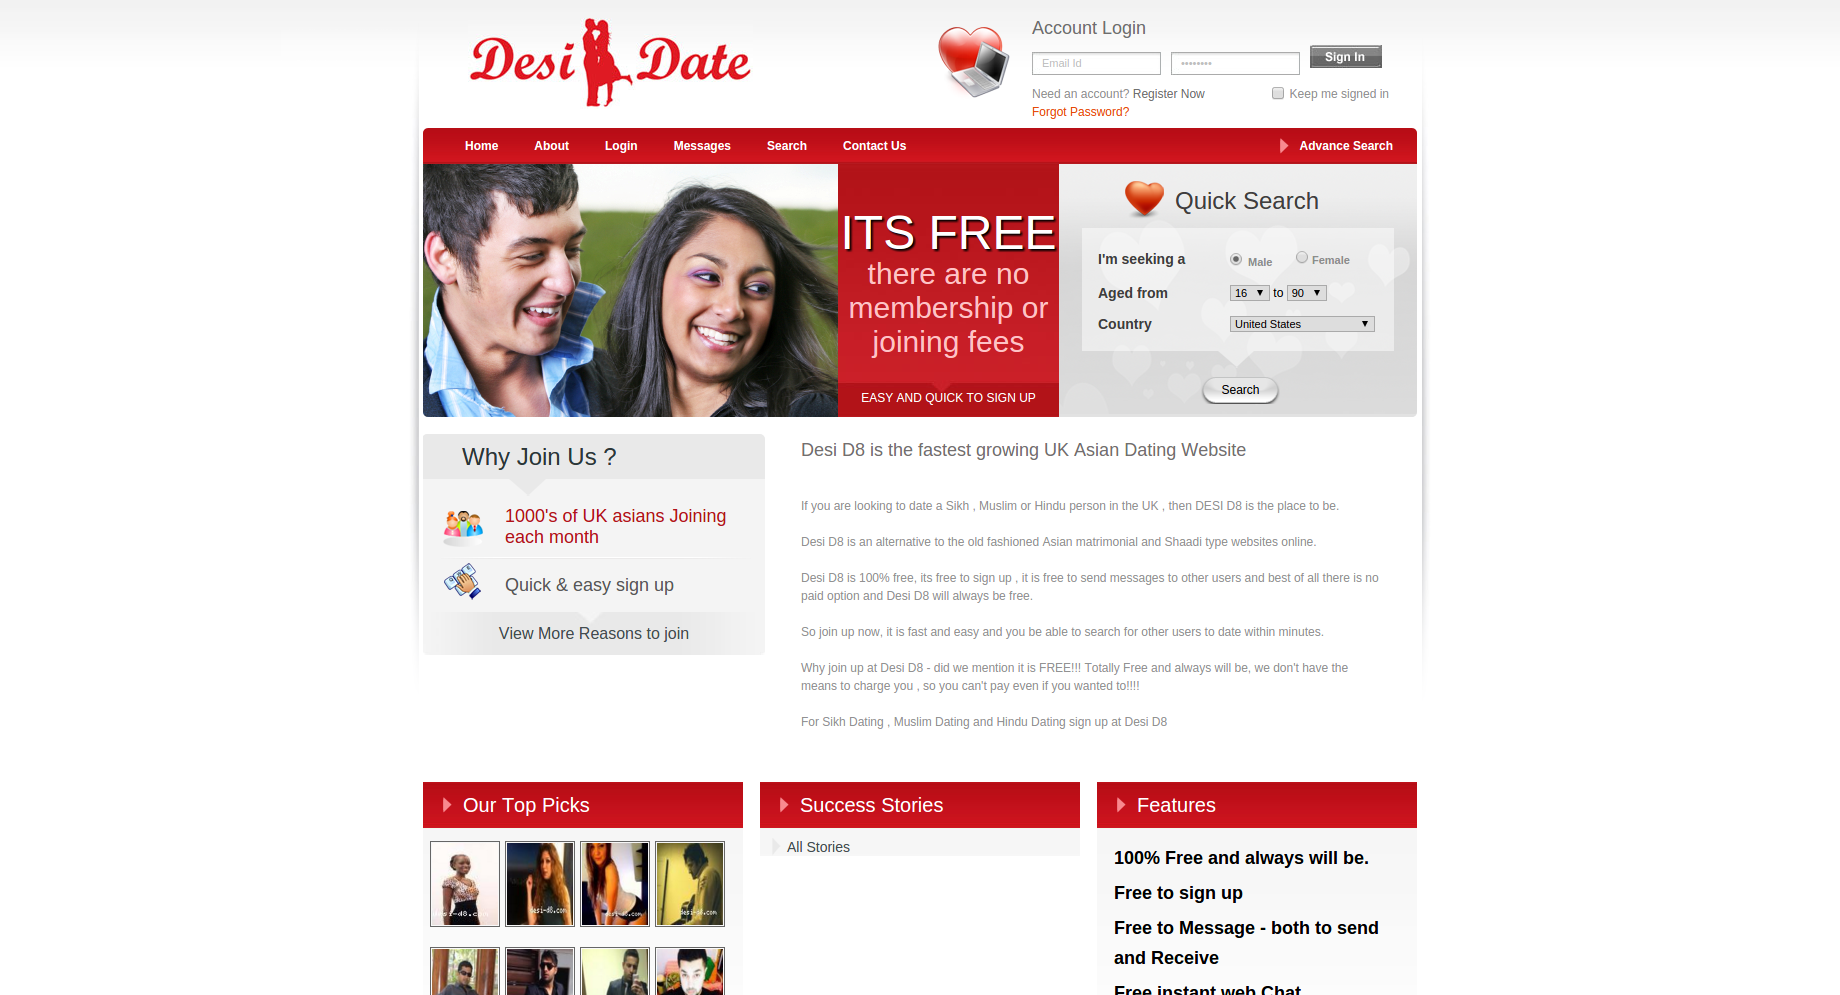 Desi Date
Account Login
Email Id
••••••••
Sign In
Need an account? Register Now
Keep me signed in
Forgot Password?
Home
About
Login
Messages
Search
Contact Us
Advance Search
ITS FREE
there are no
membership or
joining fees
EASY AND QUICK TO SIGN UP
Quick Search
I'm seeking a
Male
Female
Aged from
16 to 90
Country
United States
Search
Why Join Us ?
1000's of UK asians Joining
each month
Quick & easy sign up
View More Reasons to join
Desi D8 is the fastest growing UK Asian Dating Website
If you are looking to date a Sikh , Muslim or Hindu person in the UK , then DESI D8 is the place to be.
Desi D8 is an alternative to the old fashioned Asian matrimonial and Shaadi type websites online.
Desi D8 is 100% free, its free to sign up , it is free to send messages to other users and best of all there is no
paid option and Desi D8 will always be free.
So join up now, it is fast and easy and you be able to search for other users to date within minutes.
Why join up at Desi D8 - did we mention it is FREE!!! Totally Free and always will be, we don't have the
means to charge you , so you can't pay even if you wanted to!!!!
For Sikh Dating , Muslim Dating and Hindu Dating sign up at Desi D8
Our Top Picks
desi-d8.com
desi-d8.com
desi-d8.com
desi-d8.com
Success Stories
All Stories
Features
100% Free and always will be.
Free to sign up
Free to Message - both to send
and Receive
Free instant web Chat